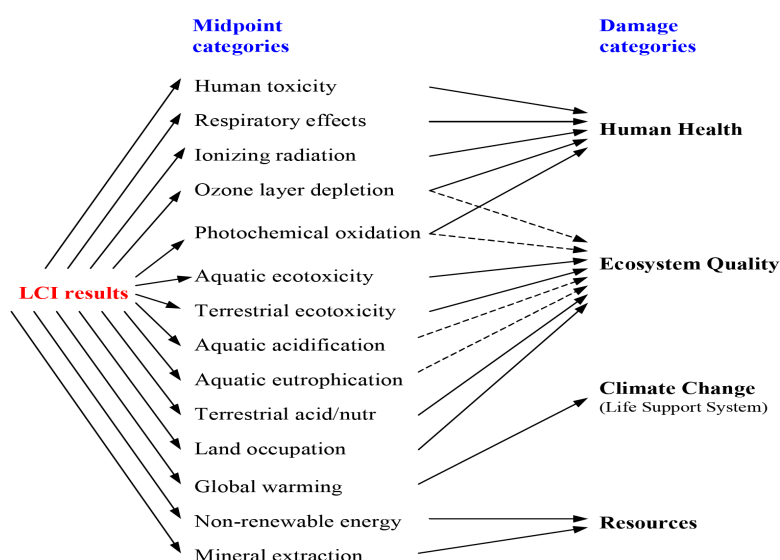 Midpoint
categories
Human toxicity
Respiratory effects
Ionizing radiation
Ozone layer depletion
Photochemical oxidation
Aquatic ecotoxicity
Terrestrial ecotoxicity
Aquatic acidification
Aquatic eutrophication
Terrestrial acid/nutr
Land occupation
Global warming
Non-renewable energy
Mineral extraction
LCI results
Damage
categories
Human Health
Ecosystem Quality
Climate Change
(Life Support System)
Resources